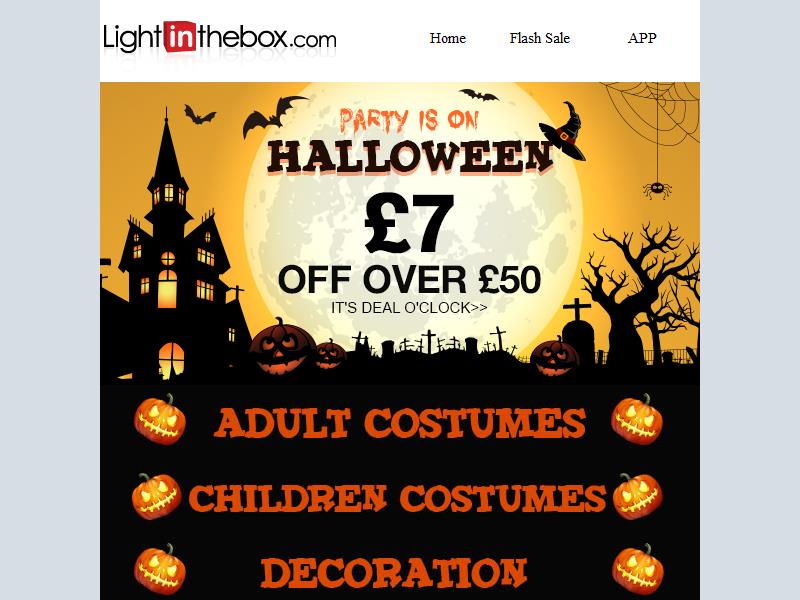 Lightinthebox.com
Home Flash Sale APP
PARTY IS ON
HALLOWEEN
£7
OFF OVER £50
IT'S DEAL O'CLOCK>>
ADULT COSTUMES
CHILDREN COSTUMES
DECORATION